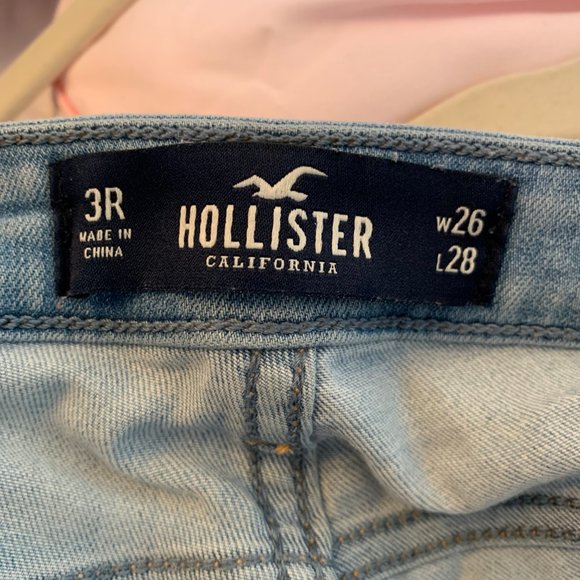 3R
MADE IN
CHINA
HOLLISTER
CALIFORNIA
W26
L28